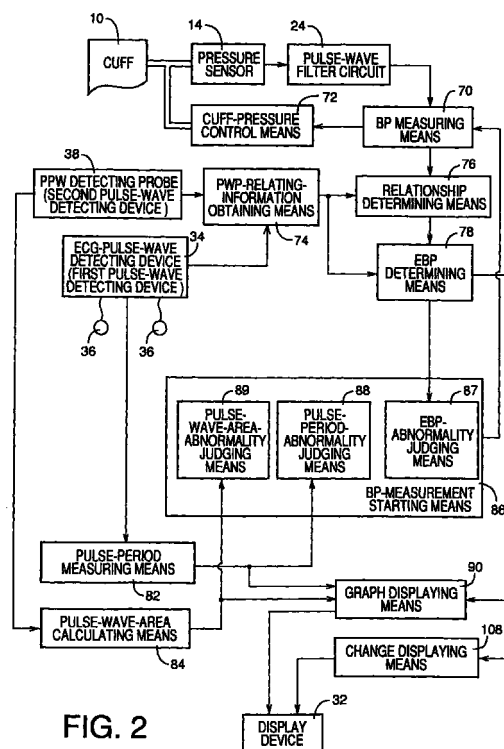 10
CUFF
14
PRESSURE
SENSOR
24
PULSE-WAVE
FILTER CIRCUIT
72
CUFF-PRESSURE
CONTROL MEANS
70
BP MEASURING
MEANS
38
PPW DETECTING PROBE
(SECOND PULSE-WAVE
DETECTING DEVICE )
PWP-RELATING-
INFORMATION
OBTAINING MEANS
74
76
RELATIONSHIP
DETERMINING MEANS
78
EBP
DETERMINING
MEANS
34
ECG-PULSE-WAVE
DETECTING DEVICE
(FIRST PULSE-WAVE
DETECTING DEVICE )
36
36
89
PULSE-
WAVE-AREA-
ABNORMALITY
JUDGING
MEANS
88
PULSE-
PERIOD-
ABNORMALITY
JUDGING
MEANS
87
EBP-
ABNORMALITY
JUDGING
MEANS
BP-MEASUREMENT
STARTING MEANS
86
PULSE-PERIOD
MEASURING MEANS
82
PULSE-WAVE-AREA
CALCULATING MEANS
84
90
GRAPH DISPLAYING
MEANS
108
CHANGE DISPLAYING
MEANS
32
DISPLAY
DEVICE
FIG. 2